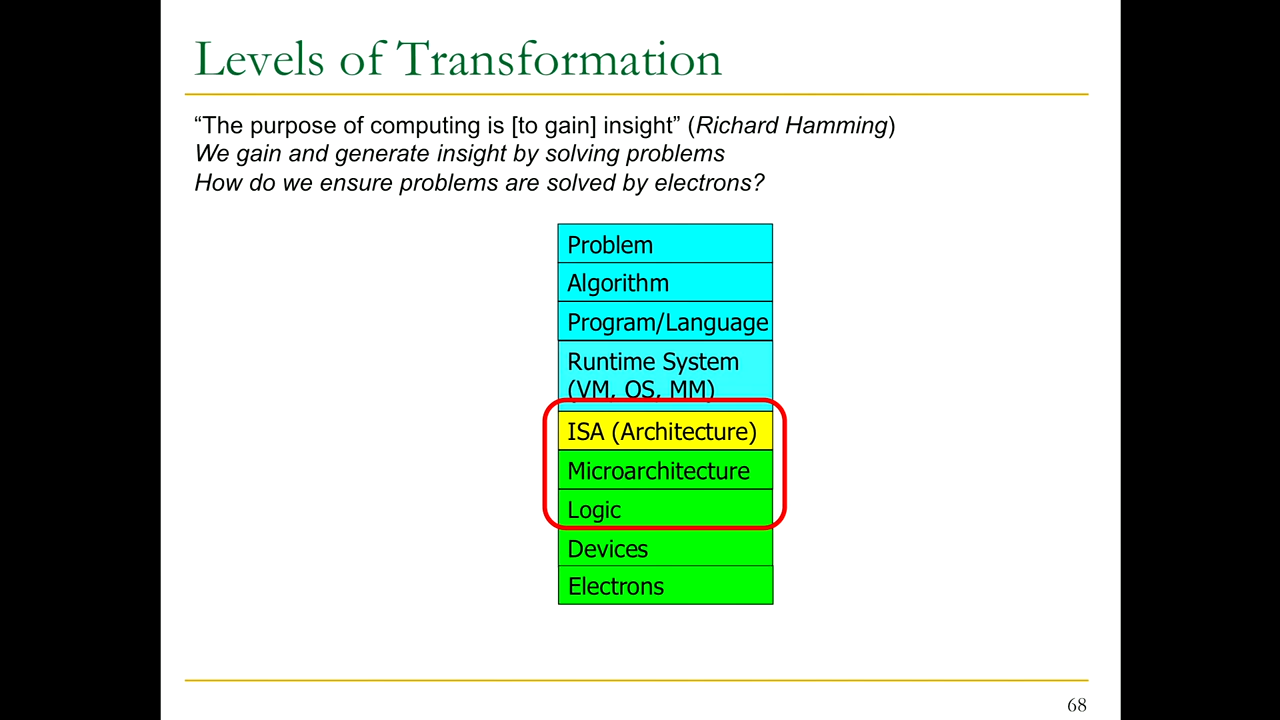 Levels of Transformation
“The purpose of computing is [to gain] insight” (Richard Hamming)
We gain and generate insight by solving problems
How do we ensure problems are solved by electrons?
Problem
Algorithm
Program/Language
Runtime System
(VM, OS, MM)
ISA (Architecture)
Microarchitecture
Logic
Devices
Electrons
68